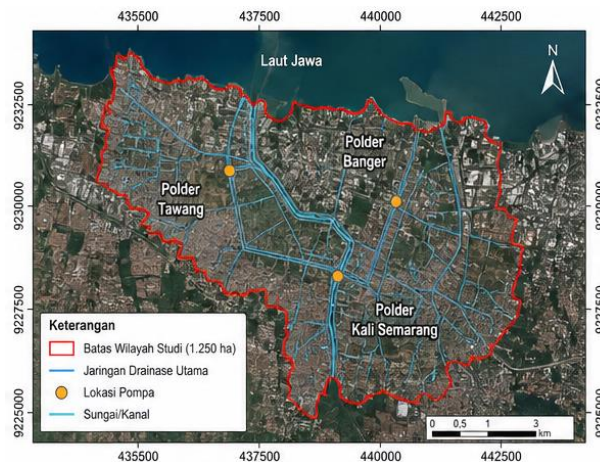 435500 437500 440000 442500
Laut Jawa
N
9232500
9232500
Polder
Banger
Polder
Tawang
9230000
9230000
Polder
Kali Semarang
9227500
9227500
Keterangan
Batas Wilayah Studi (1.250 ha)
Jaringan Drainase Utama
Lokasi Pompa
Sungai/Kanal
9225000
9225000
0 0,5 1 2 3
km
435500 437500 440000 442500